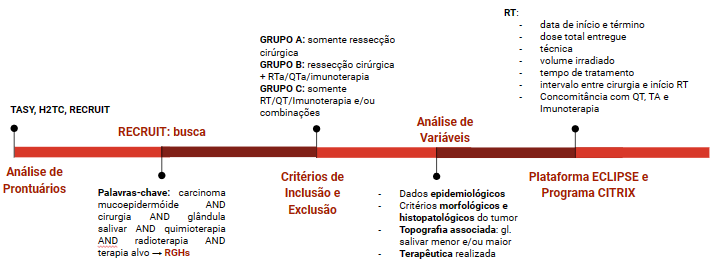 TASY, H2TC, RECRUIT
Análise de
Prontuários
RECRUIT: busca
Palavras-chave: carcinoma
mucoepidermóide AND
cirurgia AND glândula
salivar AND quimioterapia
AND radioterapia AND
terapia alvo → RGHs
GRUPO A: somente ressecção
cirúrgica
GRUPO B: ressecção cirúrgica
+ RTa/QTa/imunoterapia
GRUPO C: somente
RT/QT/Imunoterapia e/ou
combinações
Critérios de
Inclusão e
Exclusão
Análise de
Variáveis
- Dados epidemiológicos
- Critérios morfológicos e
histopatológicos do tumor
- Topografia associada: gl.
salivar menor e/ou maior
- Terapêutica realizada
RT:
- data de início e término
- dose total entregue
- técnica
- volume irradiado
- tempo de tratamento
- intervalo entre cirurgia e início RT
- Concomitância com QT, TA e
Imunoterapia
Plataforma ECLIPSE e
Programa CITRIX